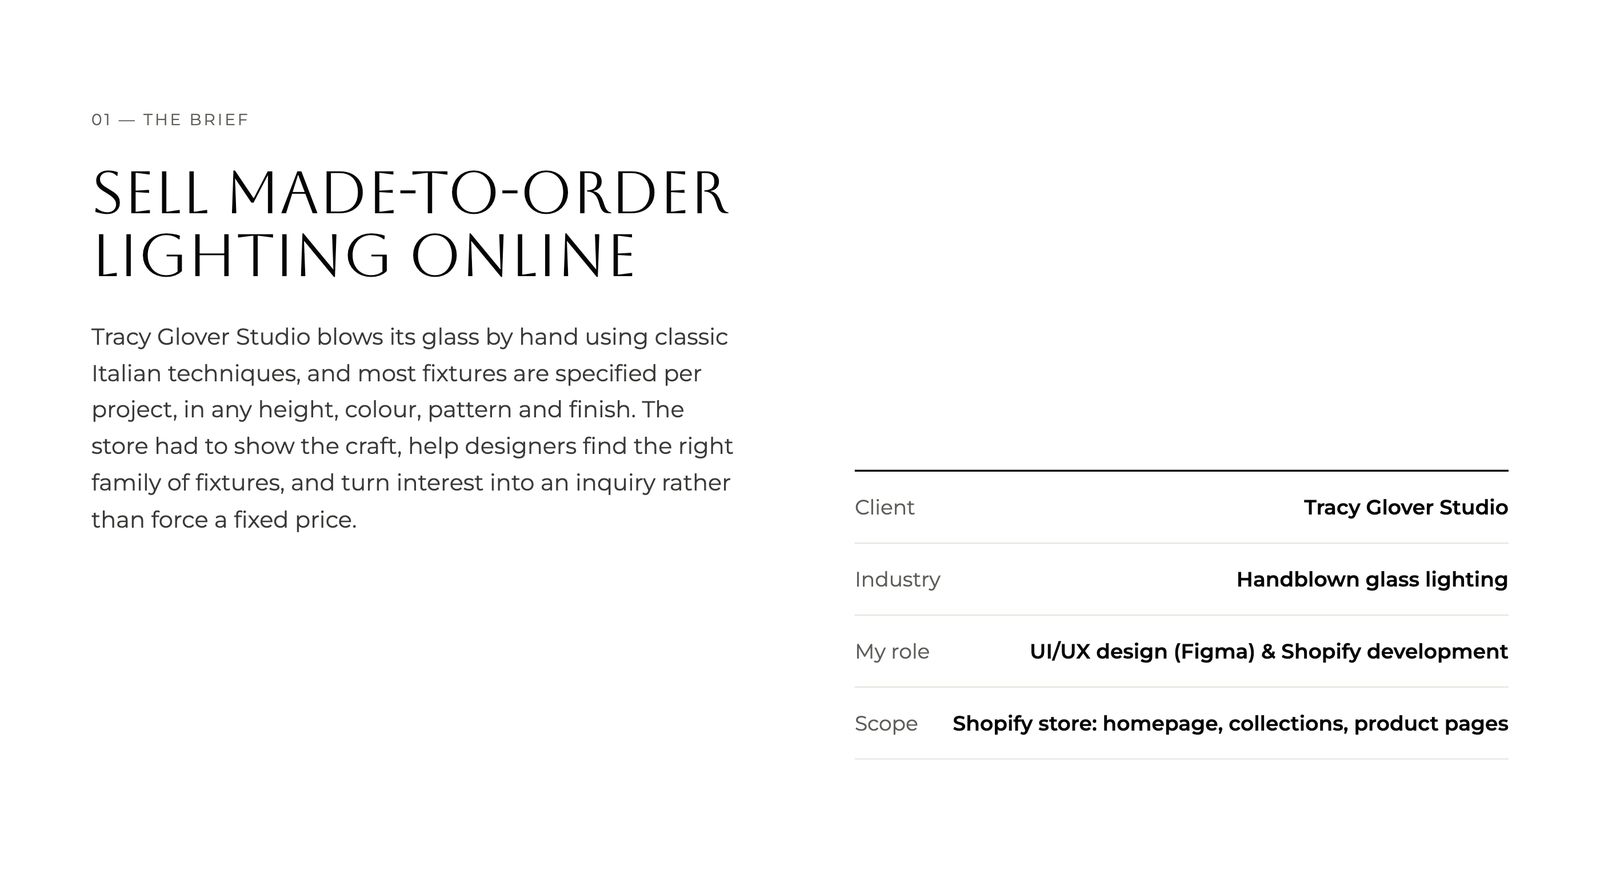 01 — THE BRIEF
SELL MADE-TO-ORDER
LIGHTING ONLINE
Tracy Glover Studio blows its glass by hand using classic
Italian techniques, and most fixtures are specified per
project, in any height, colour, pattern and finish. The
store had to show the craft, help designers find the right
family of fixtures, and turn interest into an inquiry rather
than force a fixed price.
Client Tracy Glover Studio
Industry Handblown glass lighting
My role UI/UX design (Figma) & Shopify development
Scope Shopify store: homepage, collections, product pages